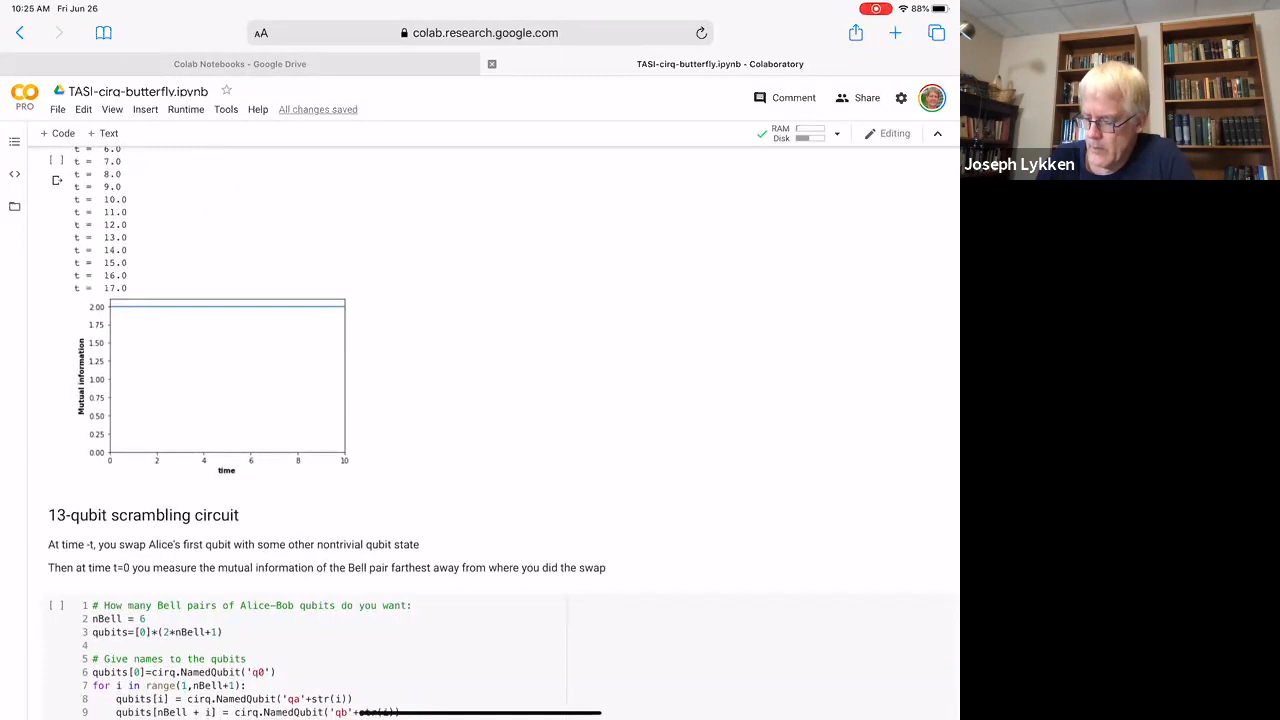 10:25 AM Fri Jun 26
88%
AA
colab.research.google.com
Colab Notebooks - Google Drive
TASI-cirq-butterfly.ipynb - Colaboratory
CO
PRO
TASI-cirq-butterfly.ipynb
File Edit View Insert Runtime Tools Help All changes saved
Comment
Share
+ Code + Text
RAM
Disk
Editing
[ ]
t = 7.0
t = 8.0
t = 9.0
t = 10.0
t = 11.0
t = 12.0
t = 13.0
t = 14.0
t = 15.0
t = 16.0
t = 17.0
2.00
1.75
1.50
1.25
1.00
0.75
0.50
0.25
0.00
Mutual information
0 2 4 6 8 10
time
13-qubit scrambling circuit
At time -t, you swap Alice's first qubit with some other nontrivial qubit state
Then at time t=0 you measure the mutual information of the Bell pair farthest away from where you did the swap
[ ]
1 # How many Bell pairs of Alice-Bob qubits do you want:
2 nBell = 6
3 qubits=[0]*(2*nBell+1)
4
5 # Give names to the qubits
6 qubits[0]=cirq.NamedQubit('q0')
7 for i in range(1,nBell+1):
8 qubits[i] = cirq.NamedQubit('qa'+str(i))
9 qubits[nBell + i] = cirq.NamedQubit('qb'+str(i))
Joseph Lykken